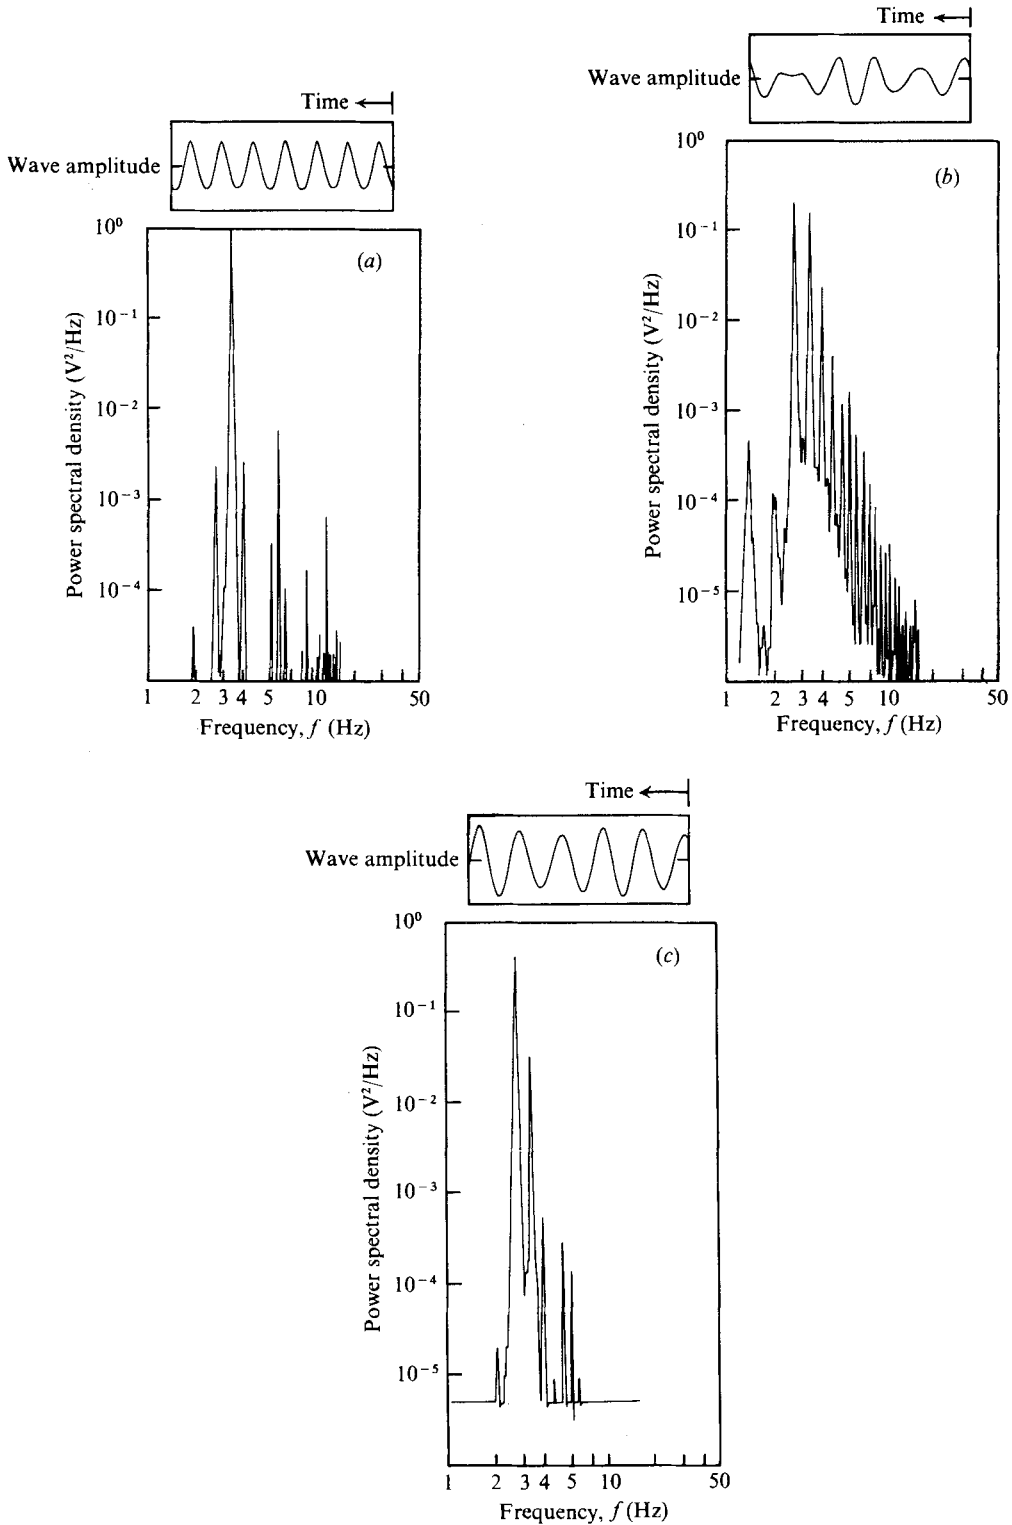 Time
Wave amplitude
(a)
10⁰
10⁻¹
10⁻²
10⁻³
10⁻⁴
Power spectral density (V²/Hz)
1 2 3 4 5 10 50
Frequency, f (Hz)
Time
Wave amplitude
(b)
10⁰
10⁻¹
10⁻²
10⁻³
10⁻⁴
10⁻⁵
Power spectral density (V²/Hz)
1 2 3 4 5 10 50
Frequency, f (Hz)
Time
Wave amplitude
(c)
10⁰
10⁻¹
10⁻²
10⁻³
10⁻⁴
10⁻⁵
Power spectral density (V²/Hz)
1 2 3 4 5 10 50
Frequency, f (Hz)